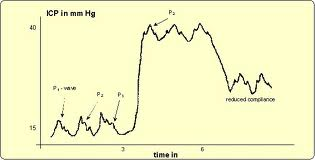 ICP in mm Hg
40
P2
P1 - wave
P2
P3
reduced compliance
15
3
6
time in